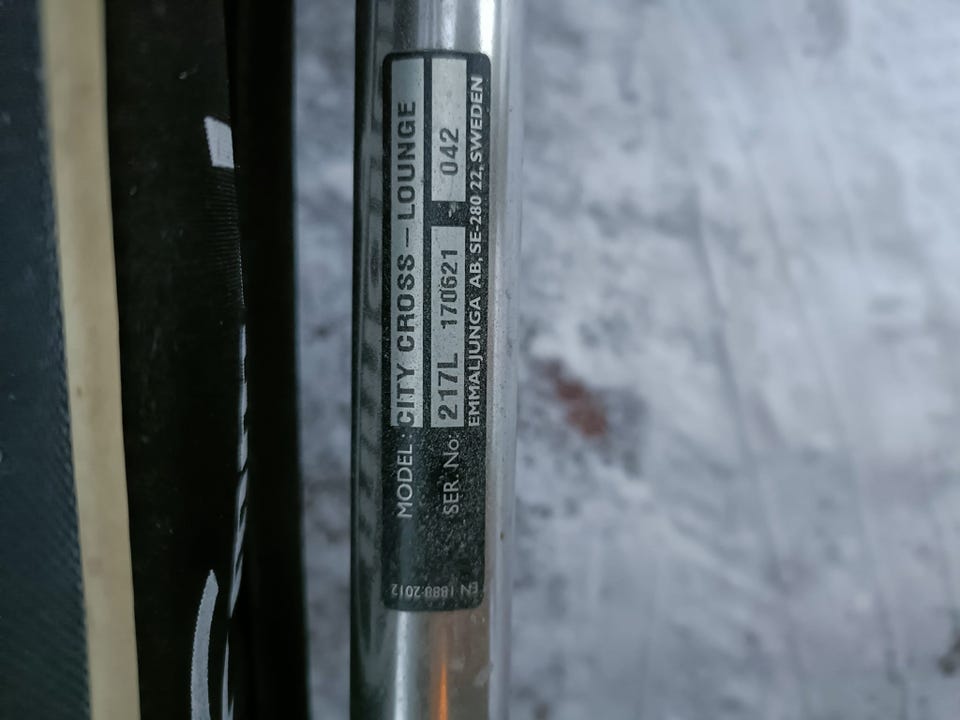 MODEL: CITY CROSS - LOUNGE
SER. No: 217L 170621 - 042
EMMALJUNGA AB, SE-280 22, SWEDEN
EN 1888:2012